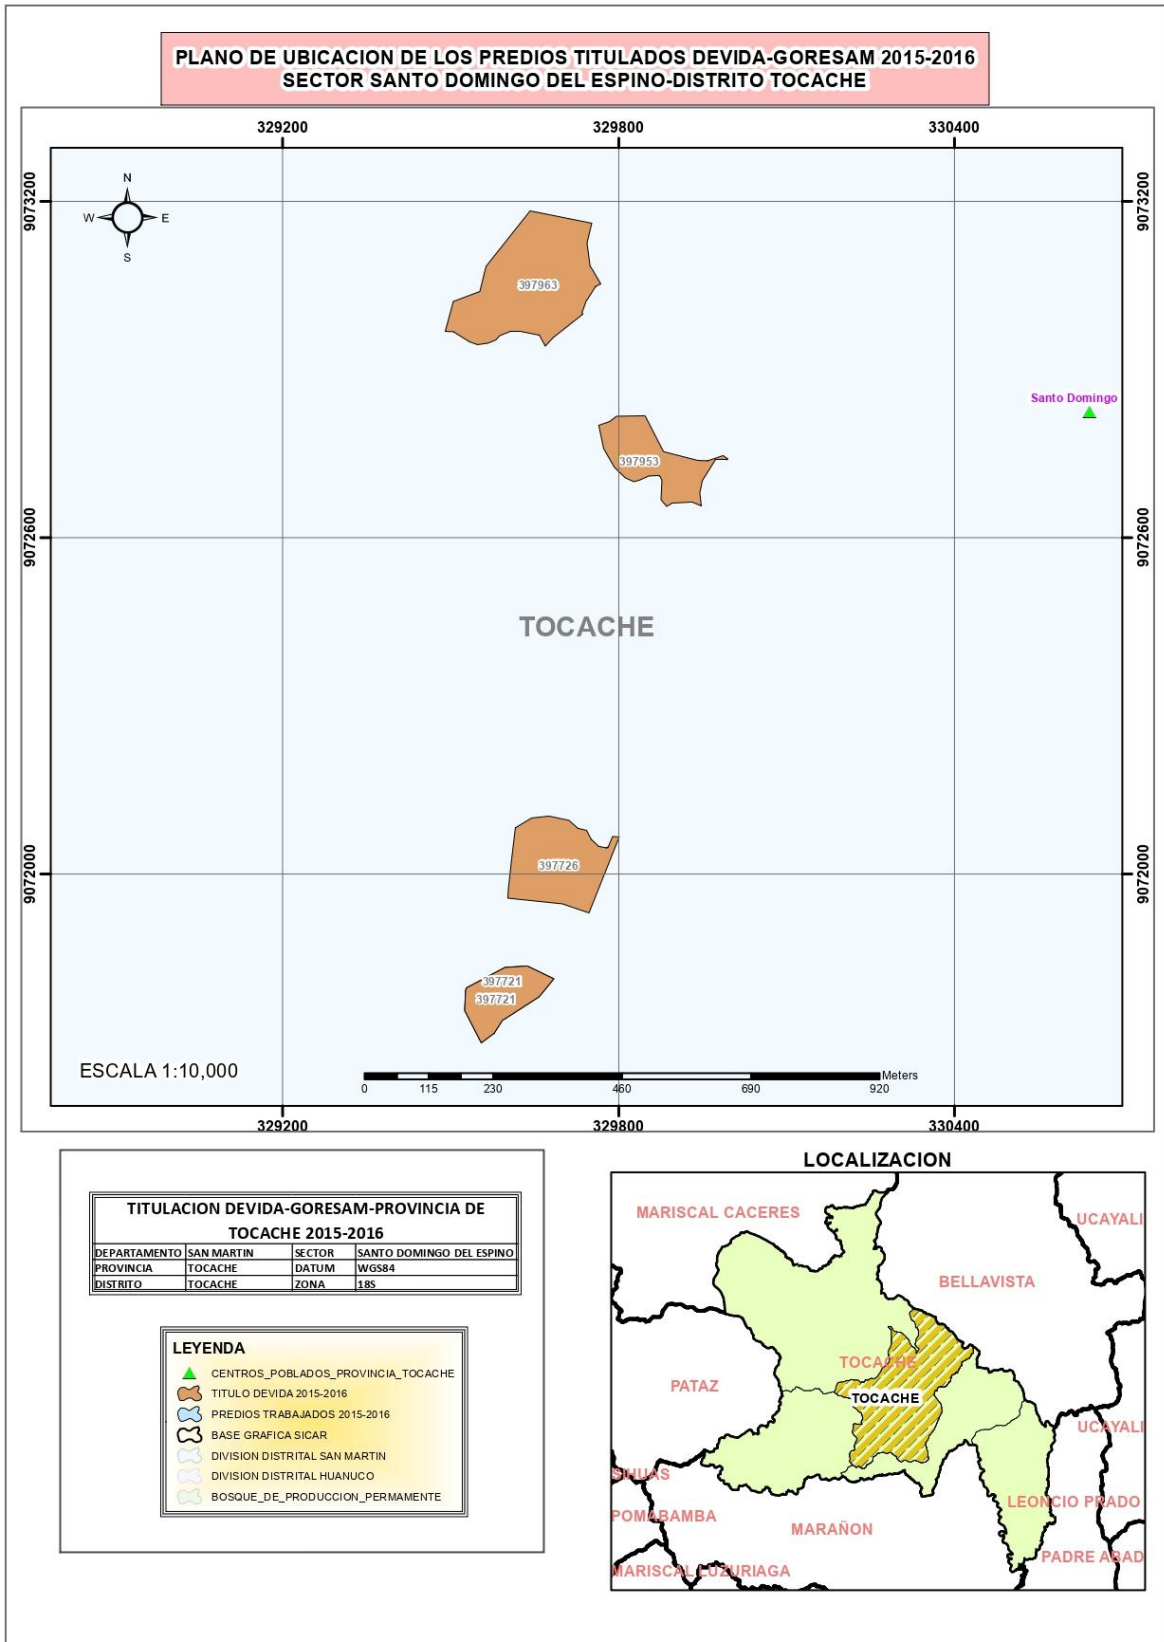 PLANO DE UBICACION DE LOS PREDIOS TITULADOS DEVIDA-GORESAM 2015-2016
SECTOR SANTO DOMINGO DEL ESPINO-DISTRITO TOCACHE
329200 329800 330400
9073200 9073200
N
W E
S
397963
Santo Domingo
397953
9072600 9072600
TOCACHE
397726
9072000 9072000
397721
397721
ESCALA 1:10,000
Meters
0 115 230 460 690 920
329200 329800 330400
TITULACION DEVIDA-GORESAM-PROVINCIA DE
TOCACHE 2015-2016
DEPARTAMENTO SAN MARTIN SECTOR SANTO DOMINGO DEL ESPINO
PROVINCIA TOCACHE DATUM WGS84
DISTRITO TOCACHE ZONA 18S
LEYENDA
CENTROS_POBLADOS_PROVINCIA_TOCACHE
TITULO DEVIDA 2015-2016
PREDIOS TRABAJADOS 2015-2016
BASE GRAFICA SICAR
DIVISION DISTRITAL SAN MARTIN
DIVISION DISTRITAL HUANUCO
BOSQUE_DE_PRODUCCION_PERMAMENTE
LOCALIZACION
MARISCAL CACERES
UCAYALI
BELLAVISTA
TOCACHE
PATAZ
TOCACHE
UCAYALI
SIHUAS
LEONCIO PRADO
POMABAMBA
MARAÑON
PADRE ABAD
MARISCAL LUZURIAGA